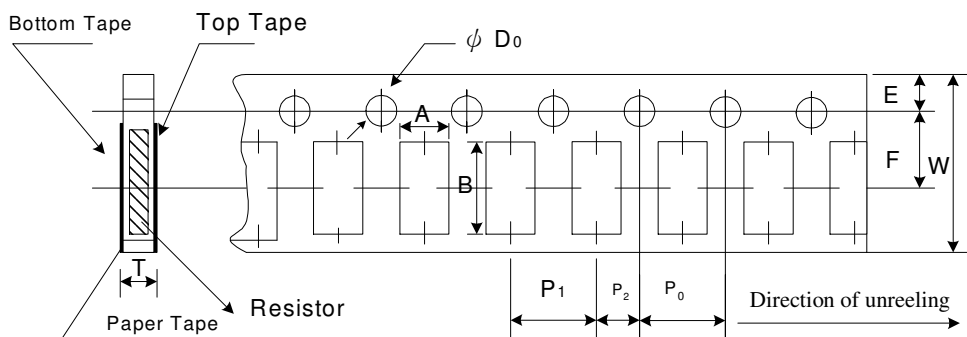 Bottom Tape
Top Tape
ψ D0
E
A
F
W
B
T
P1
P2
P0
Resistor
Direction of unreeling
Paper Tape